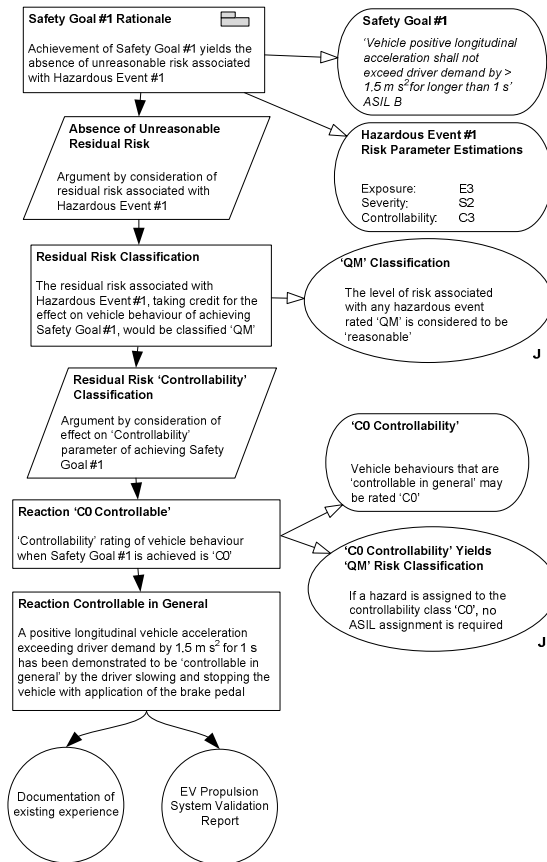 Safety Goal #1 Rationale
Achievement of Safety Goal #1 yields the
absence of unreasonable risk associated
with Hazardous Event #1
Safety Goal #1
‘Vehicle positive longitudinal
acceleration shall not
exceed driver demand by >
1.5 m s² for longer than 1 s’
ASIL B
Absence of Unreasonable
Residual Risk
Argument by consideration of
residual risk associated with
Hazardous Event #1
Hazardous Event #1
Risk Parameter Estimations
Exposure: E3
Severity: S2
Controllability: C3
Residual Risk Classification
The residual risk associated with
Hazardous Event #1, taking credit for the
effect on vehicle behaviour of achieving
Safety Goal #1, would be classified ‘QM’
‘QM’ Classification
The level of risk associated
with any hazardous event
rated ‘QM’ is considered to be
‘reasonable’
J
Residual Risk ‘Controllability’
Classification
Argument by consideration of
effect on ‘Controllability’
parameter of achieving Safety
Goal #1
‘C0 Controllability’
Vehicle behaviours that are
‘controllable in general’ may
be rated ‘C0’
Reaction ‘C0 Controllable’
‘Controllability’ rating of vehicle behaviour
when Safety Goal #1 is achieved is ‘C0’
‘C0 Controllability’ Yields
‘QM’ Risk Classification
If a hazard is assigned to the
controllability class ‘C0’, no
ASIL assignment is required
J
Reaction Controllable in General
A positive longitudinal vehicle acceleration
exceeding driver demand by 1.5 m s² for 1 s
has been demonstrated to be ‘controllable in
general’ by the driver slowing and stopping the
vehicle with application of the brake pedal
Documentation of
existing experience
EV Propulsion
System Validation
Report